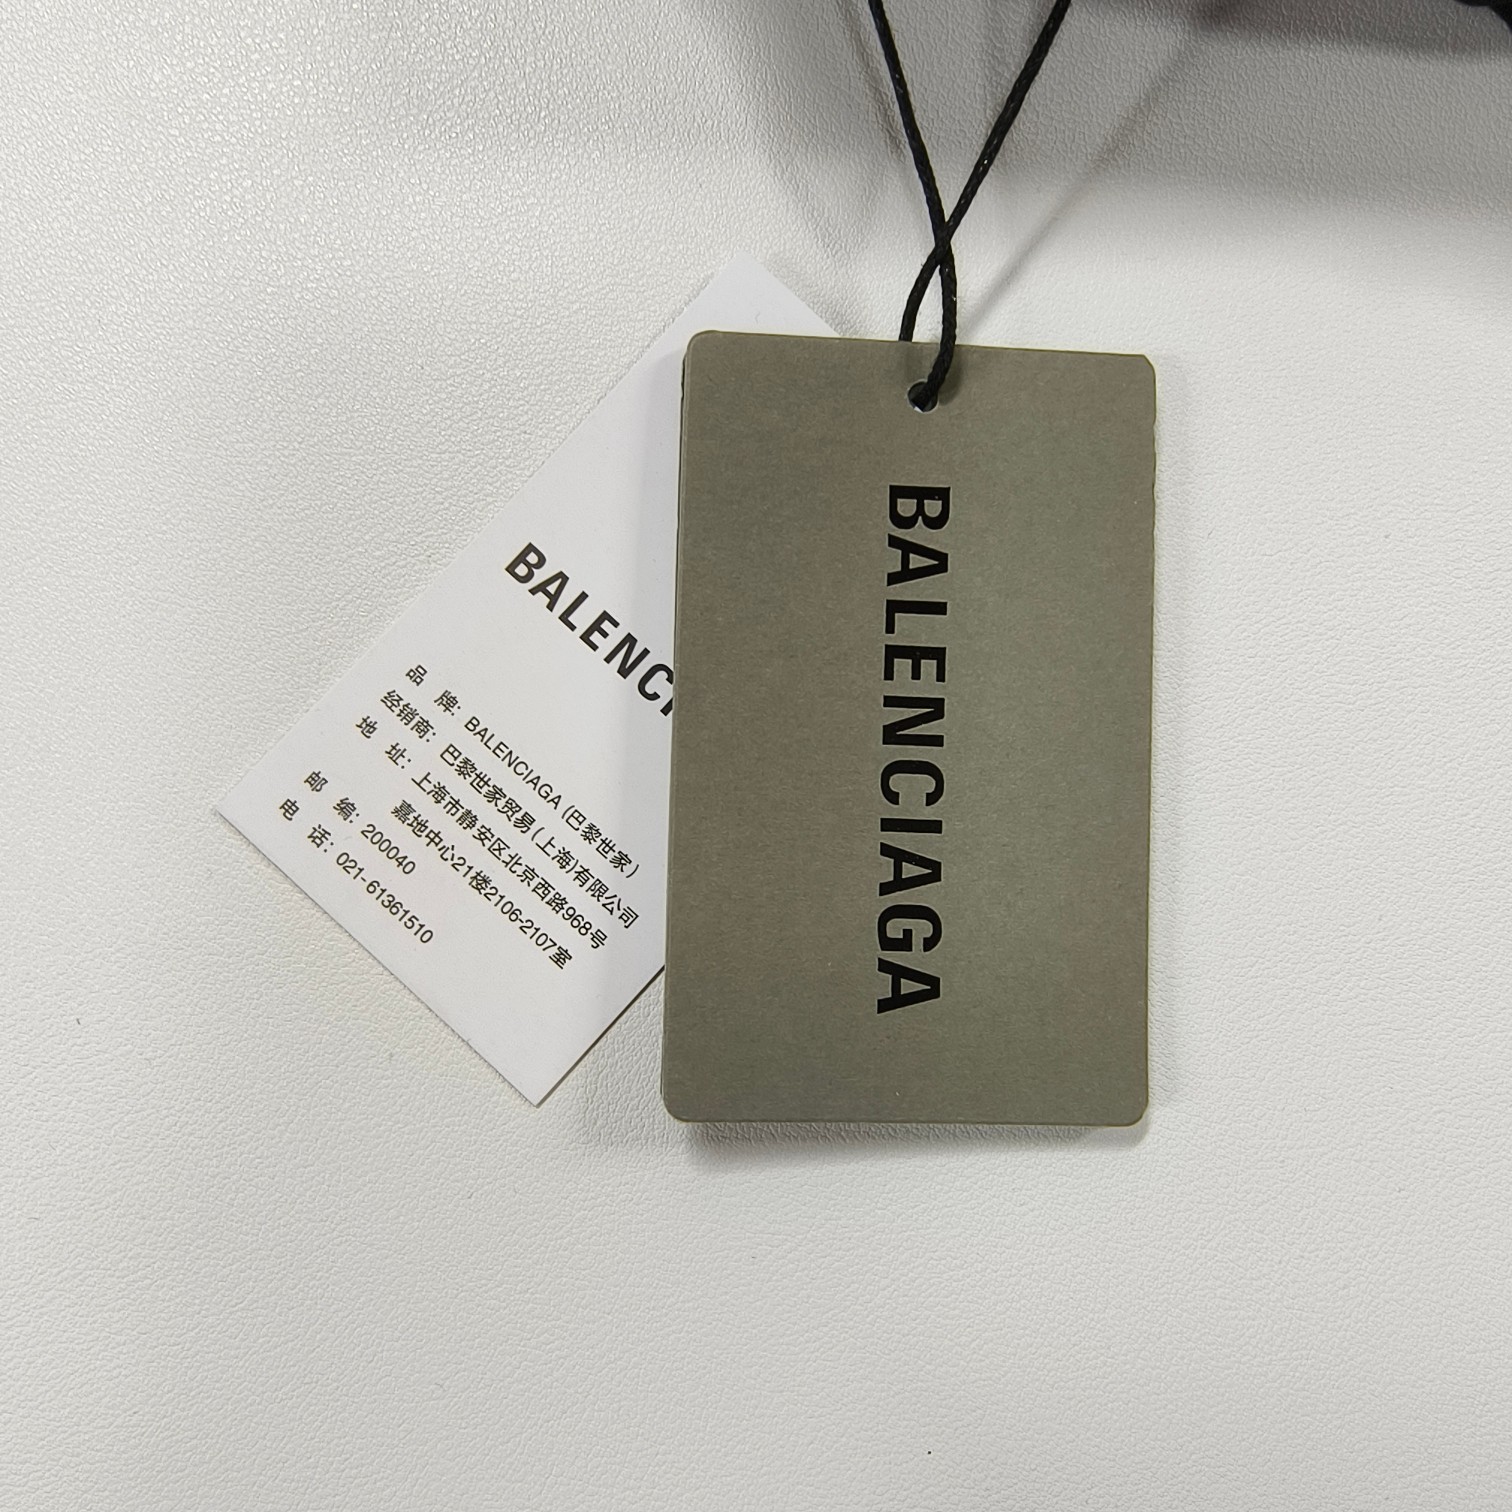 BALENCI
品 牌: BALENCIAGA (巴黎世家)
经销商: 巴黎世家贸易(上海)有限公司
地 址: 上海市静安区北京西路968号
嘉地中心21楼2106-2107室
邮 编: 200040
电 话: 021-61361510
BALENCIAGA